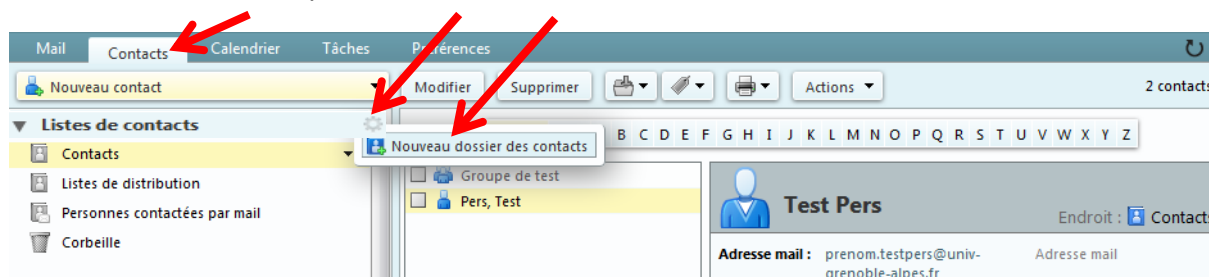 Mail Contacts Calendrier Tâches Préférences
Nouveau contact Modifier Supprimer Actions 2 contacts
Listes de contacts
B C D E F G H I J K L M N O P Q R S T U V W X Y Z
Nouveau dossier des contacts
Contacts
Groupe de test
Listes de distribution
Pers, Test
Personnes contactées par mail
Test Pers
Endroit : Contacts
Corbeille
Adresse mail : prenom.testpers@univ- Adresse mail
grenoble-alpes.fr